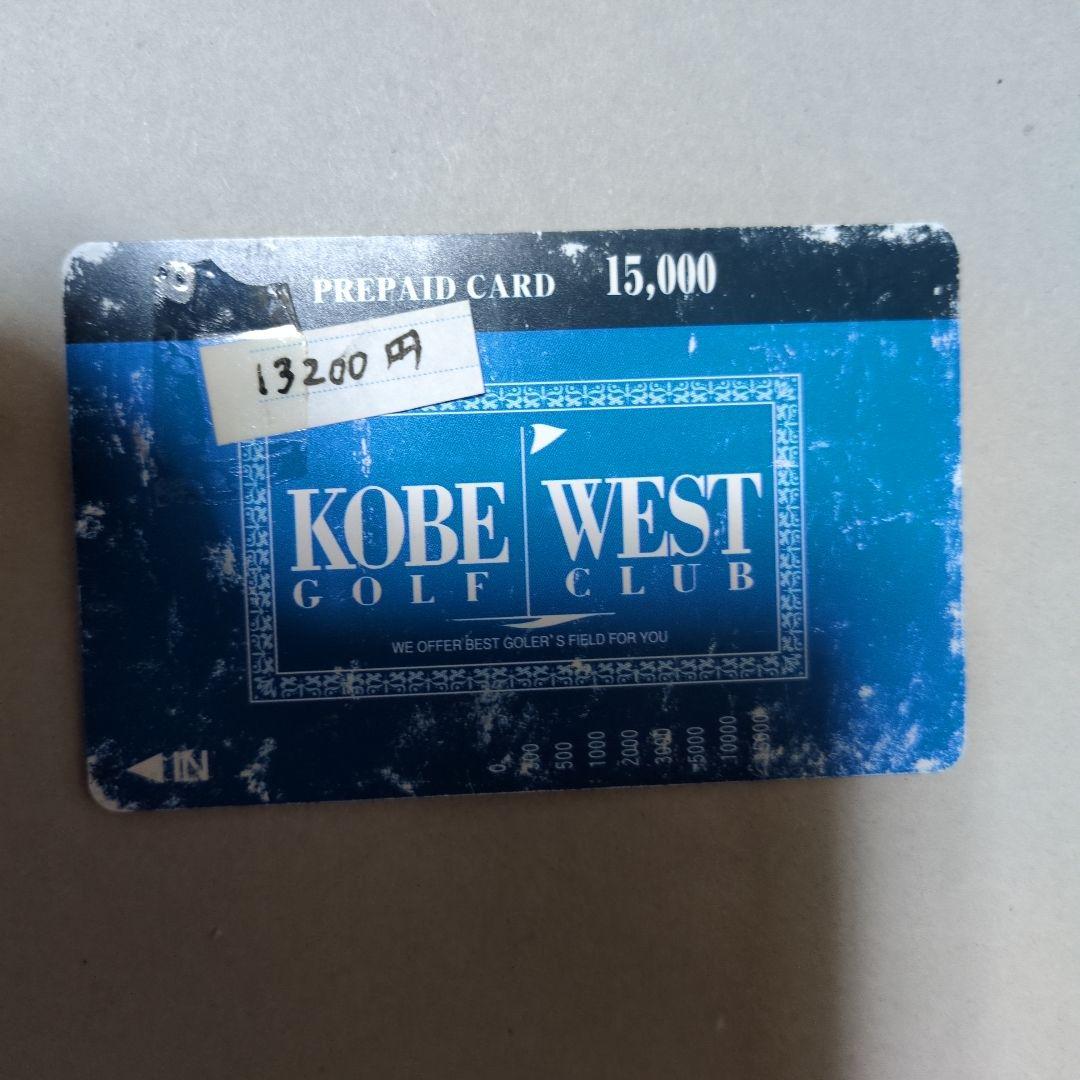 PREPAID CARD 15,000
13200円
KOBE WEST
GOLF CLUB
WE OFFER BEST GOLER'S FIELD FOR YOU
IN
0 500 1000 2000 3000 5000 10000